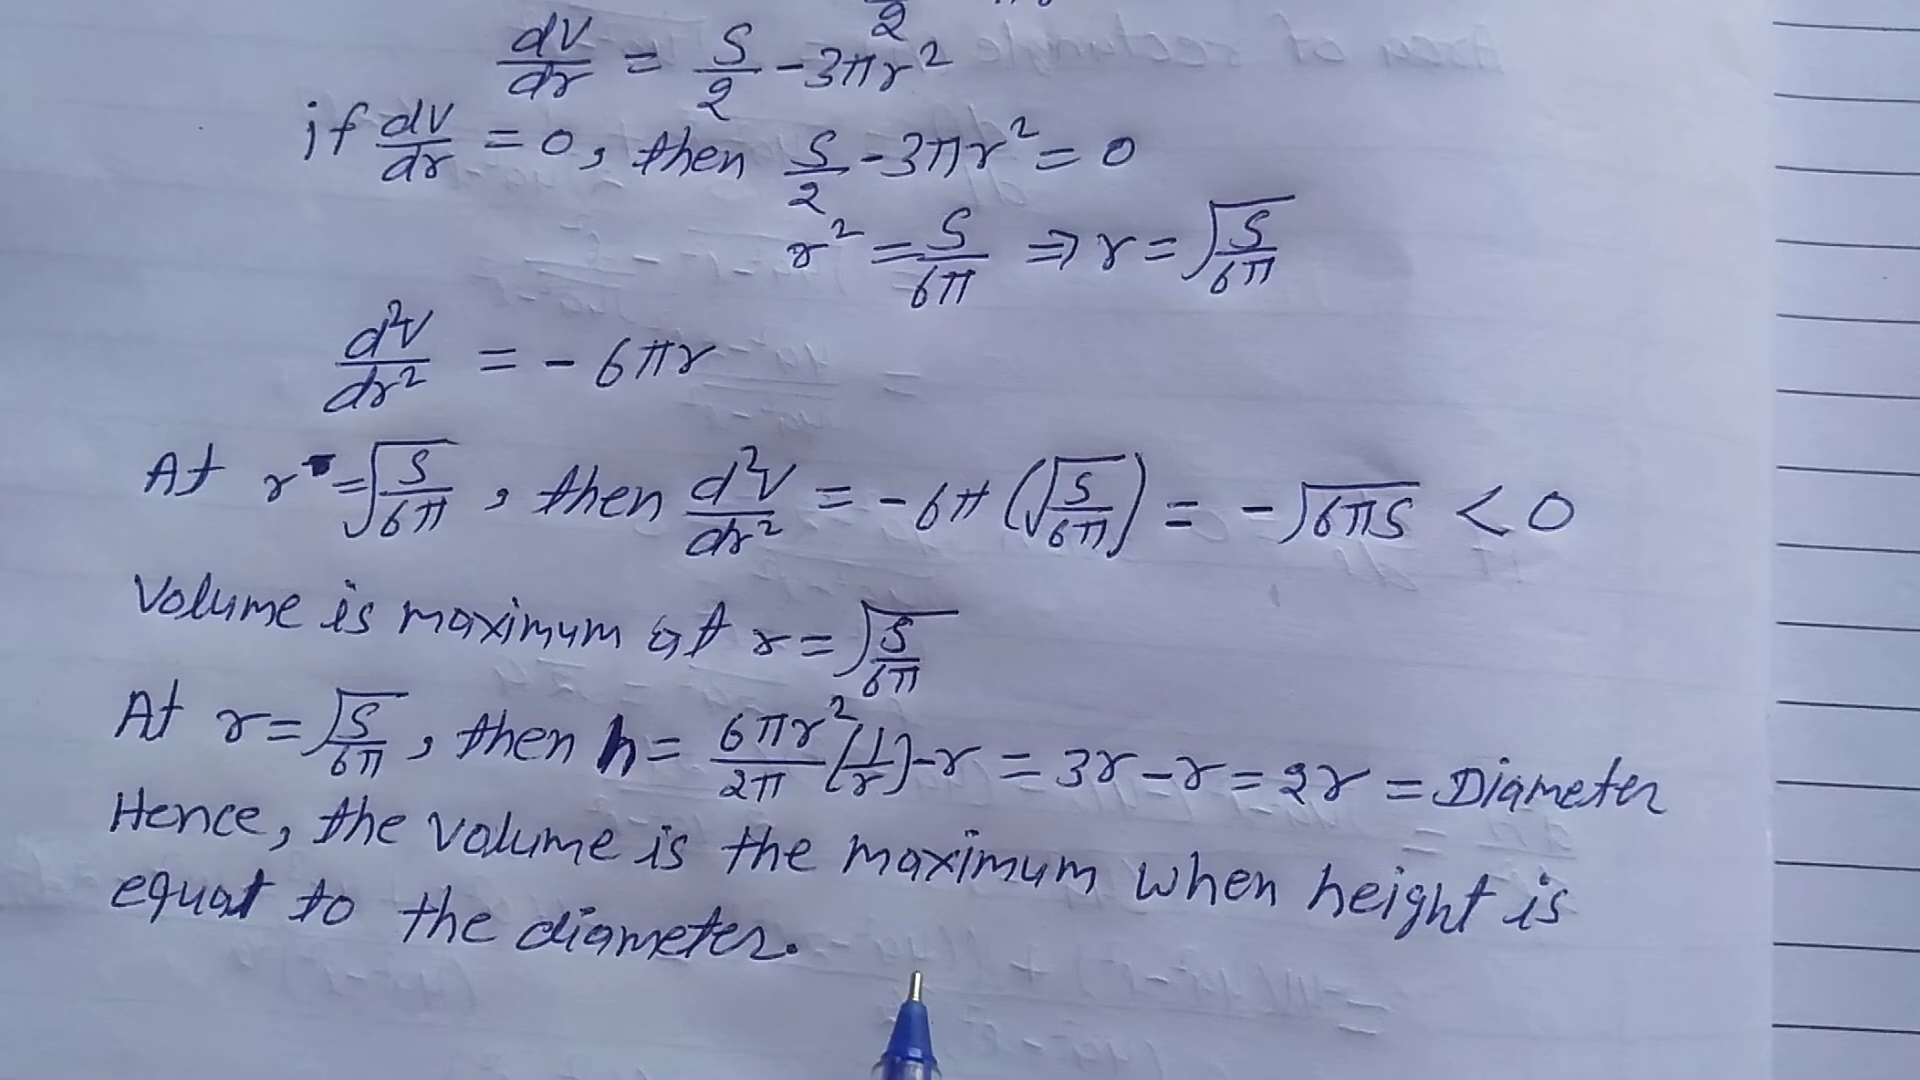 dV/dr = S/2 - 3πr²
if dV/dr = 0, then S/2 - 3πr² = 0
r² = S/6π ⇒ r = √(S/6π)
d²V/dr² = - 6πr
At r = √(S/6π), then d²V/dr² = - 6π (√(S/6π)) = - √(6πS) < 0
Volume is maximum at r = √(S/6π)
At r = √(S/6π), then h = 6πr²/2π (1/r) - r = 3r - r = 2r = Diameter
Hence, the volume is the maximum when height is
equal to the diameter.